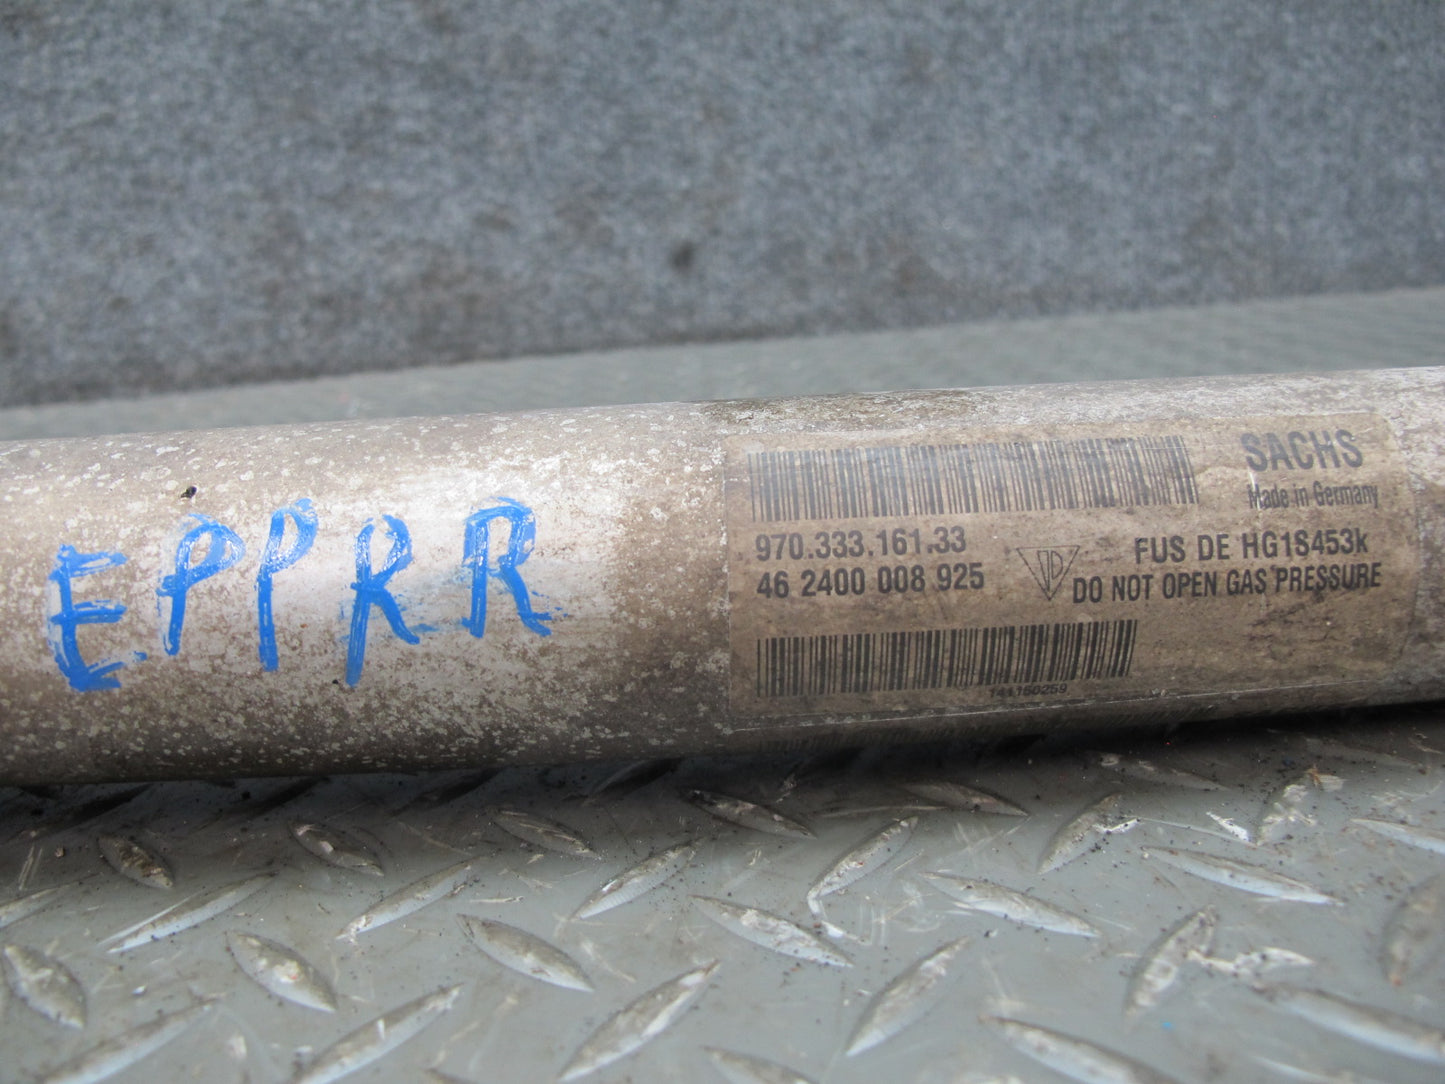 EPPRR
SACHS
Made in Germany
970.333.161.33
FUS DE HG1S453k
46 2400 008 925
DO NOT OPEN GAS PRESSURE
141150259